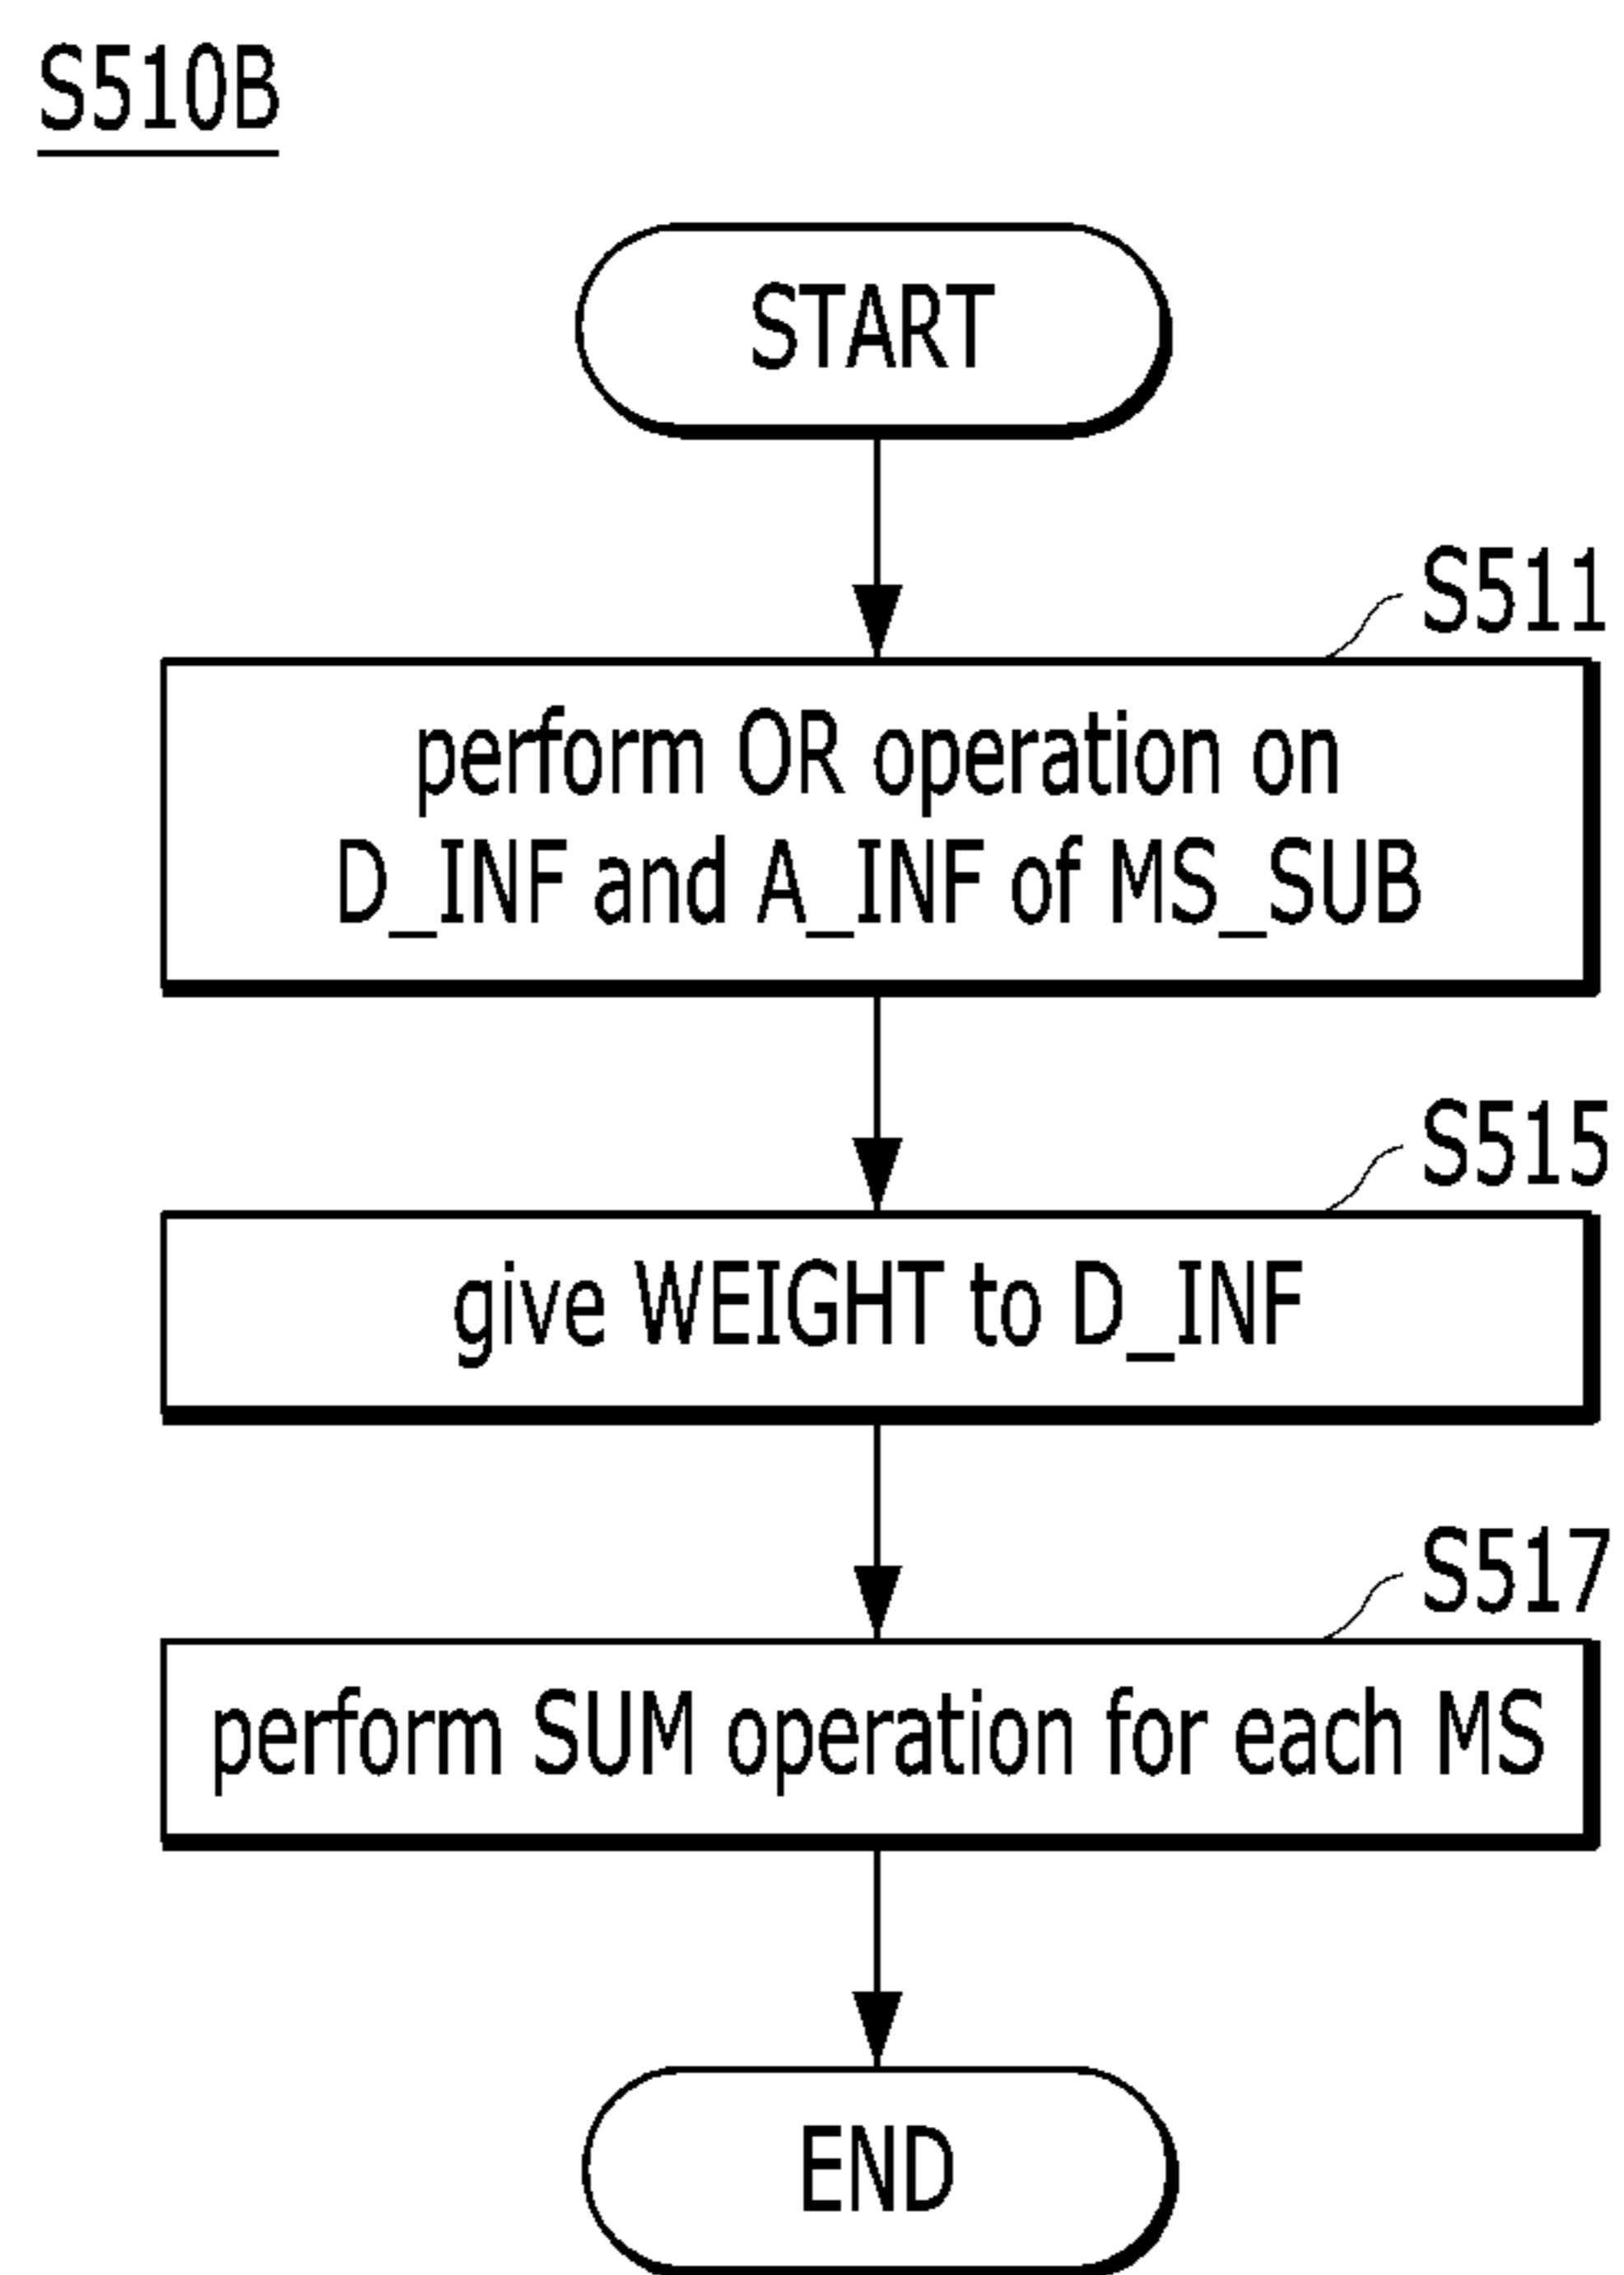 S510B
START
S511
perform OR operation on
D_INF and A_INF of MS_SUB
S515
give WEIGHT to D_INF
S517
perform SUM operation for each MS
END